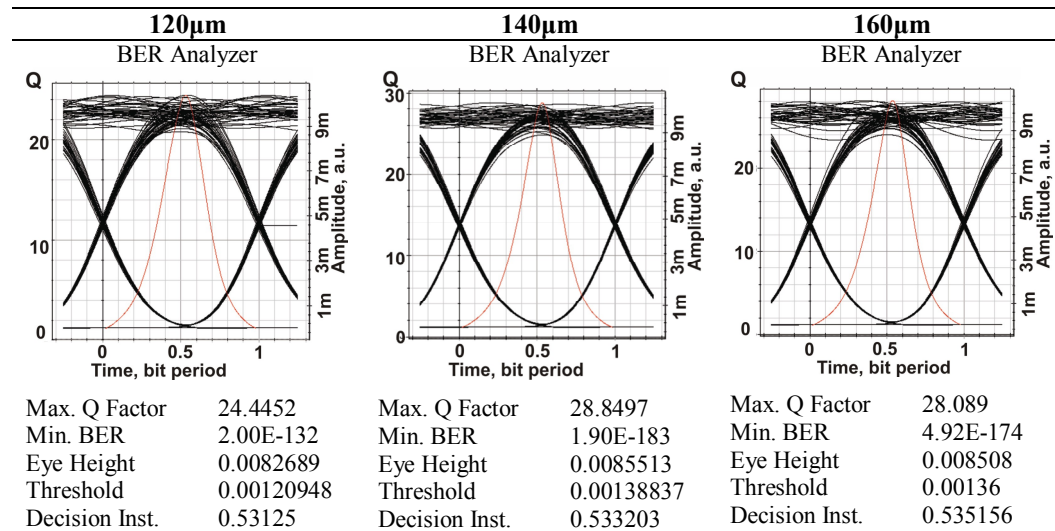 120µm 140µm 160µm
BER Analyzer BER Analyzer BER Analyzer
Q
20
10
0
0 0.5 1
Time, bit period
1m 3m 5m 7m 9m
Amplitude, a.u.
Q
30
20
10
0
0 0.5 1
Time, bit period
1m 3m 5m 7m 9m
Amplitude, a.u.
Q
20
10
0
0 0.5 1
Time, bit period
1m 3m 5m 7m 9m
Amplitude, a.u.
Max. Q Factor 24.4452
Min. BER 2.00E-132
Eye Height 0.0082689
Threshold 0.00120948
Decision Inst. 0.53125
Max. Q Factor 28.8497
Min. BER 1.90E-183
Eye Height 0.0085513
Threshold 0.00138837
Decision Inst. 0.533203
Max. Q Factor 28.089
Min. BER 4.92E-174
Eye Height 0.008508
Threshold 0.00136
Decision Inst. 0.535156